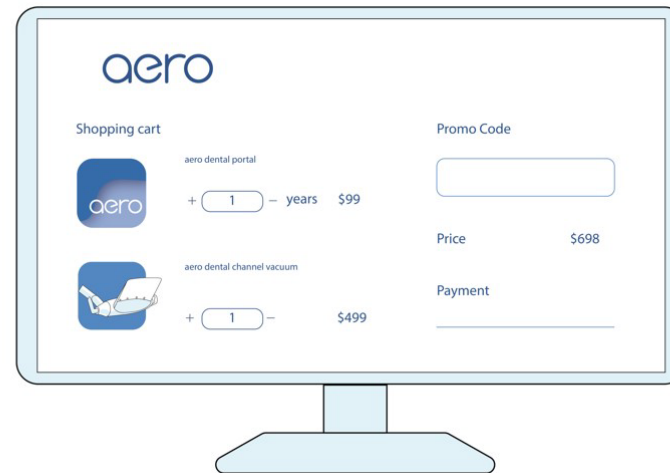 aero
Shopping cart
aero dental portal
aero
+ 1 − years $99
aero dental channel vacuum
+ 1 − $499
Promo Code
Price $698
Payment